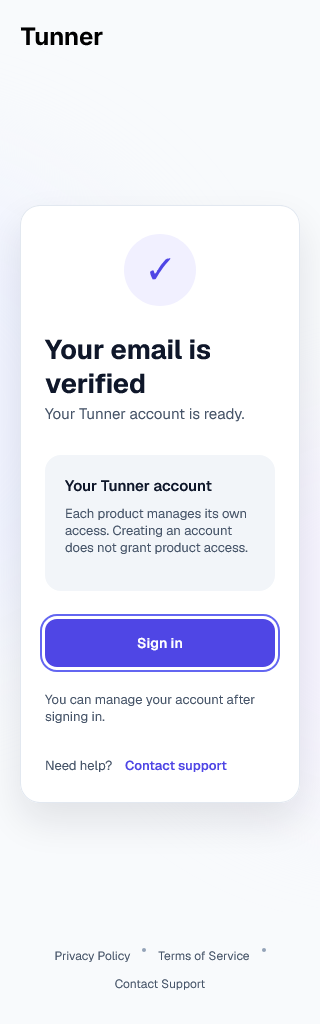 Tunner
✓
Your email is
verified
Your Tunner account is ready.
Your Tunner account
Each product manages its own
access. Creating an account
does not grant product access.
Sign in
You can manage your account after
signing in.
Need help? Contact support
Privacy Policy • Terms of Service •
Contact Support